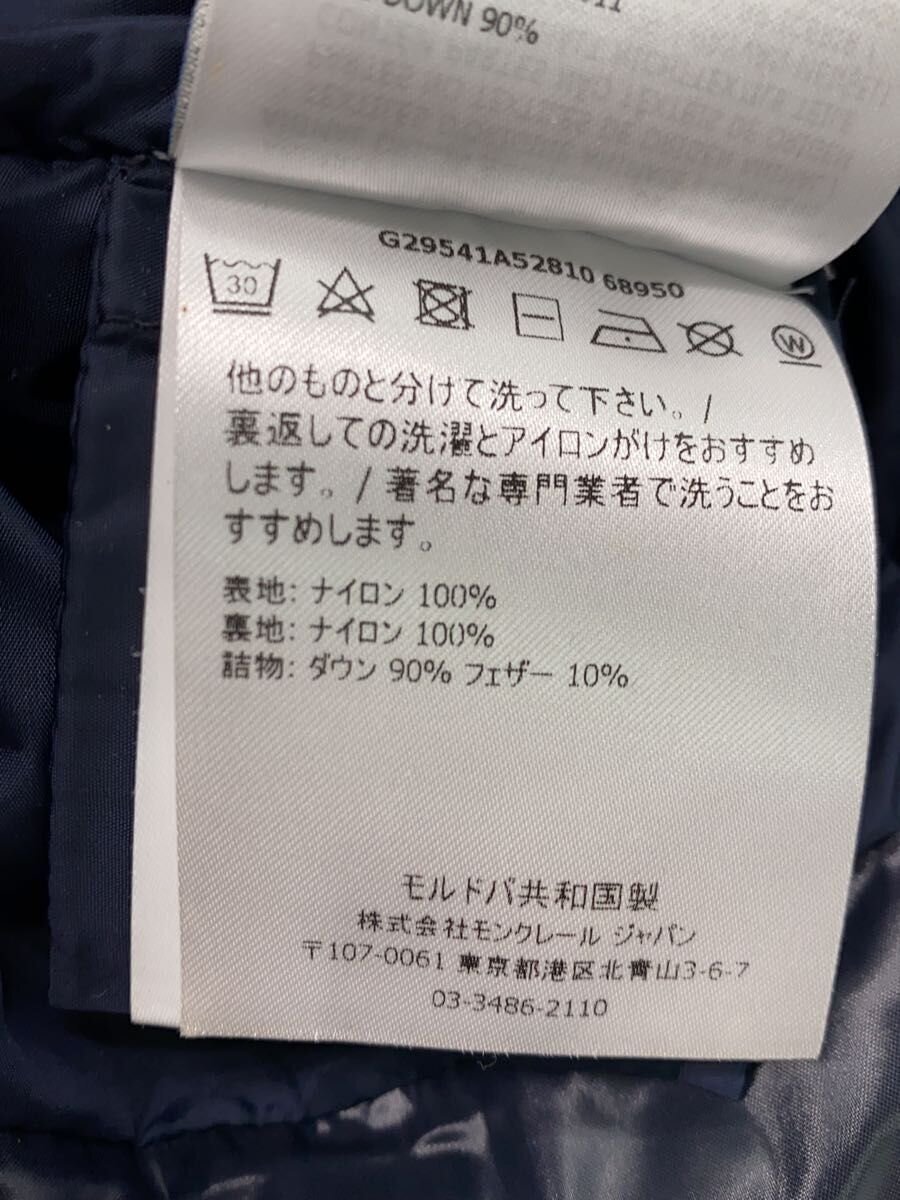 DOWN 90%
G29541A52810 68950
30
W
他のものと分けて洗って下さい。/
裏返しての洗濯とアイロンがけをおすすめ
します。/ 著名な専門業者で洗うことをお
すすめします。
表地: ナイロン 100%
裏地: ナイロン 100%
詰物: ダウン 90% フェザー 10%
モルドバ共和国製
株式会社モンクレール ジャパン
〒107-0061 東京都港区北青山3-6-7
03-3486-2110